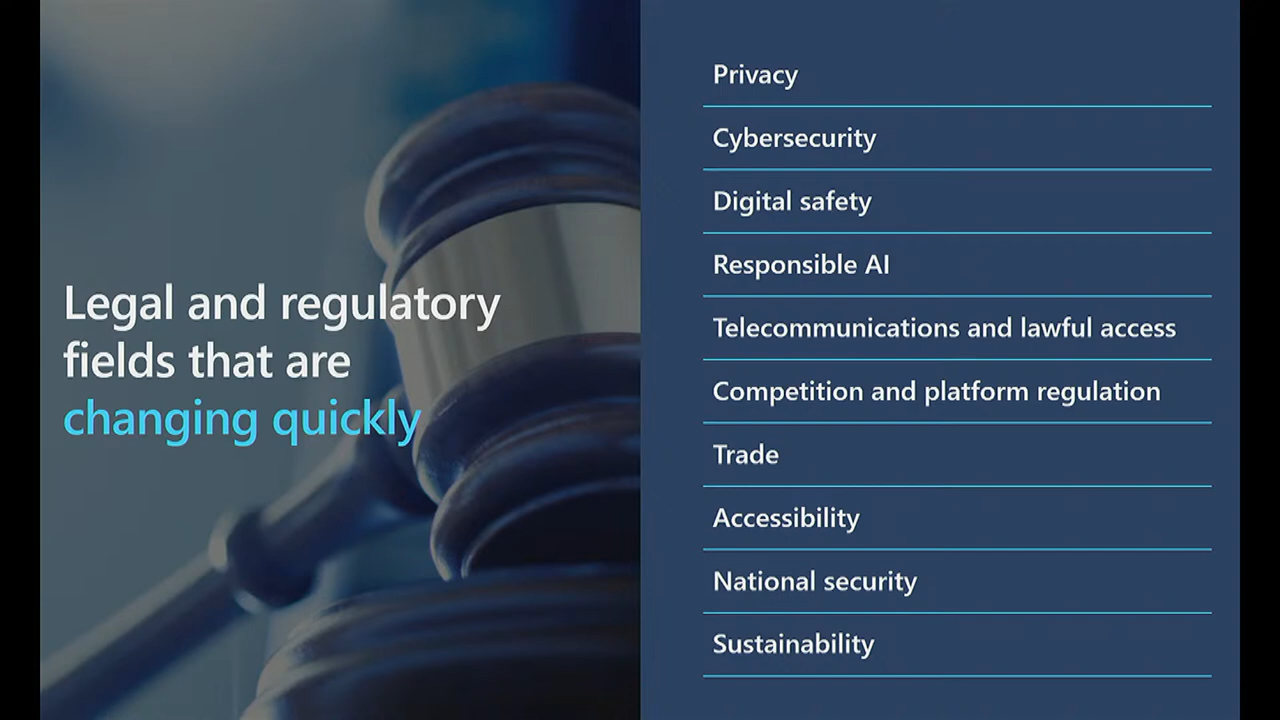 Legal and regulatory
fields that are
changing quickly
Privacy
Cybersecurity
Digital safety
Responsible AI
Telecommunications and lawful access
Competition and platform regulation
Trade
Accessibility
National security
Sustainability